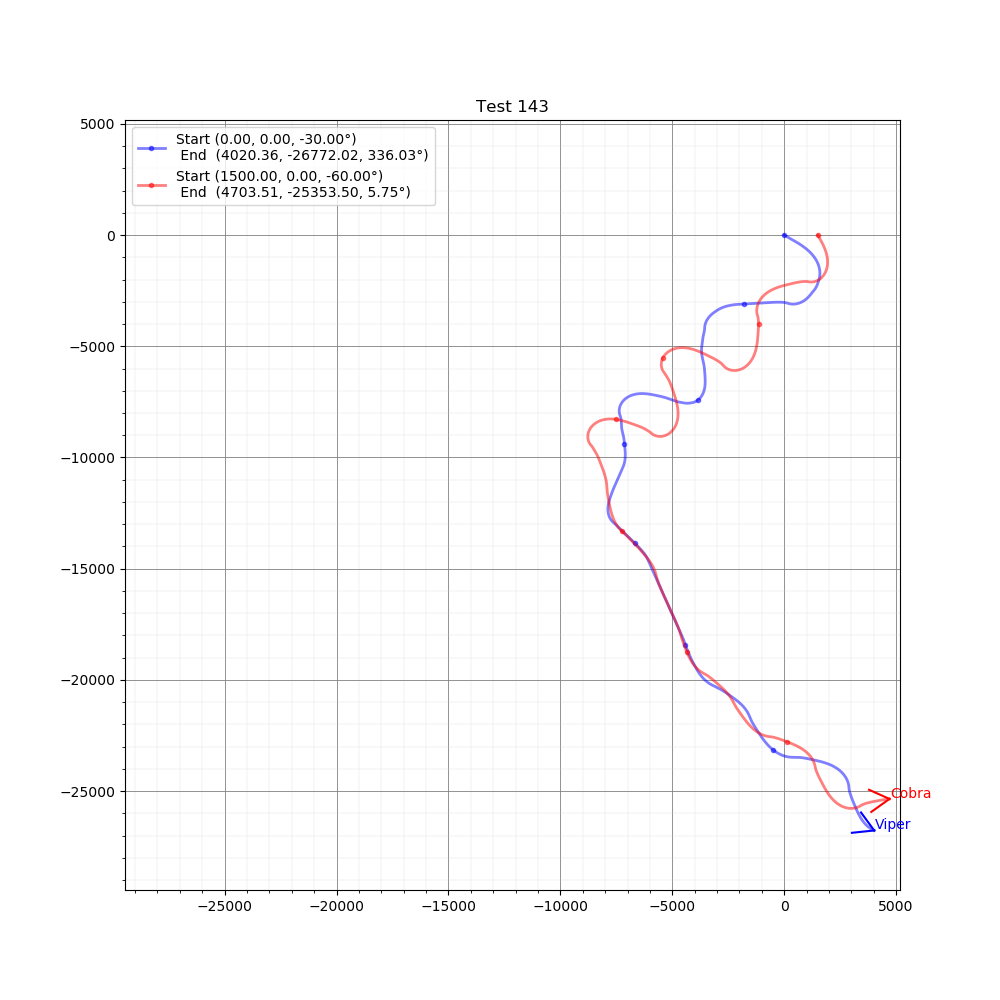 Test 143
Start (0.00, 0.00, -30.00°)
End (4020.36, -26772.02, 336.03°)
Start (1500.00, 0.00, -60.00°)
End (4703.51, -25353.50, 5.75°)
5000
0
−5000
−10000
−15000
−20000
−25000
Cobra
Viper
−25000 −20000 −15000 −10000 −5000 0 5000